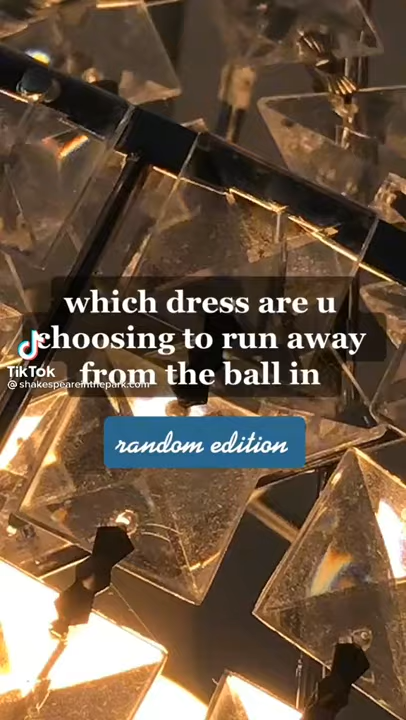 which dress are u
choosing to run away
from the ball in
TikTok
@shakespeareinthepark.com
random edition